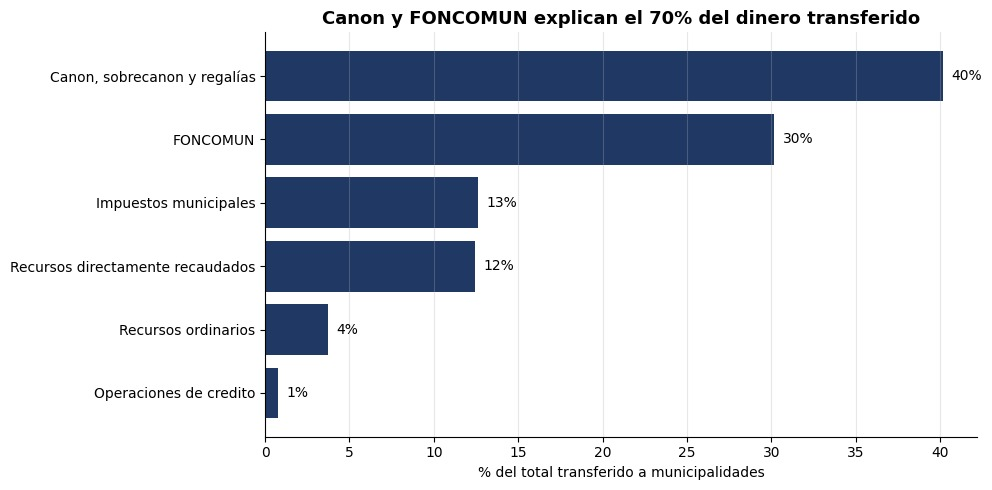 Canon y FONCOMUN explican el 70% del dinero transferido
Canon, sobrecanon y regalías 40%
FONCOMUN 30%
Impuestos municipales 13%
Recursos directamente recaudados 12%
Recursos ordinarios 4%
Operaciones de credito 1%
0 5 10 15 20 25 30 35 40
% del total transferido a municipalidades